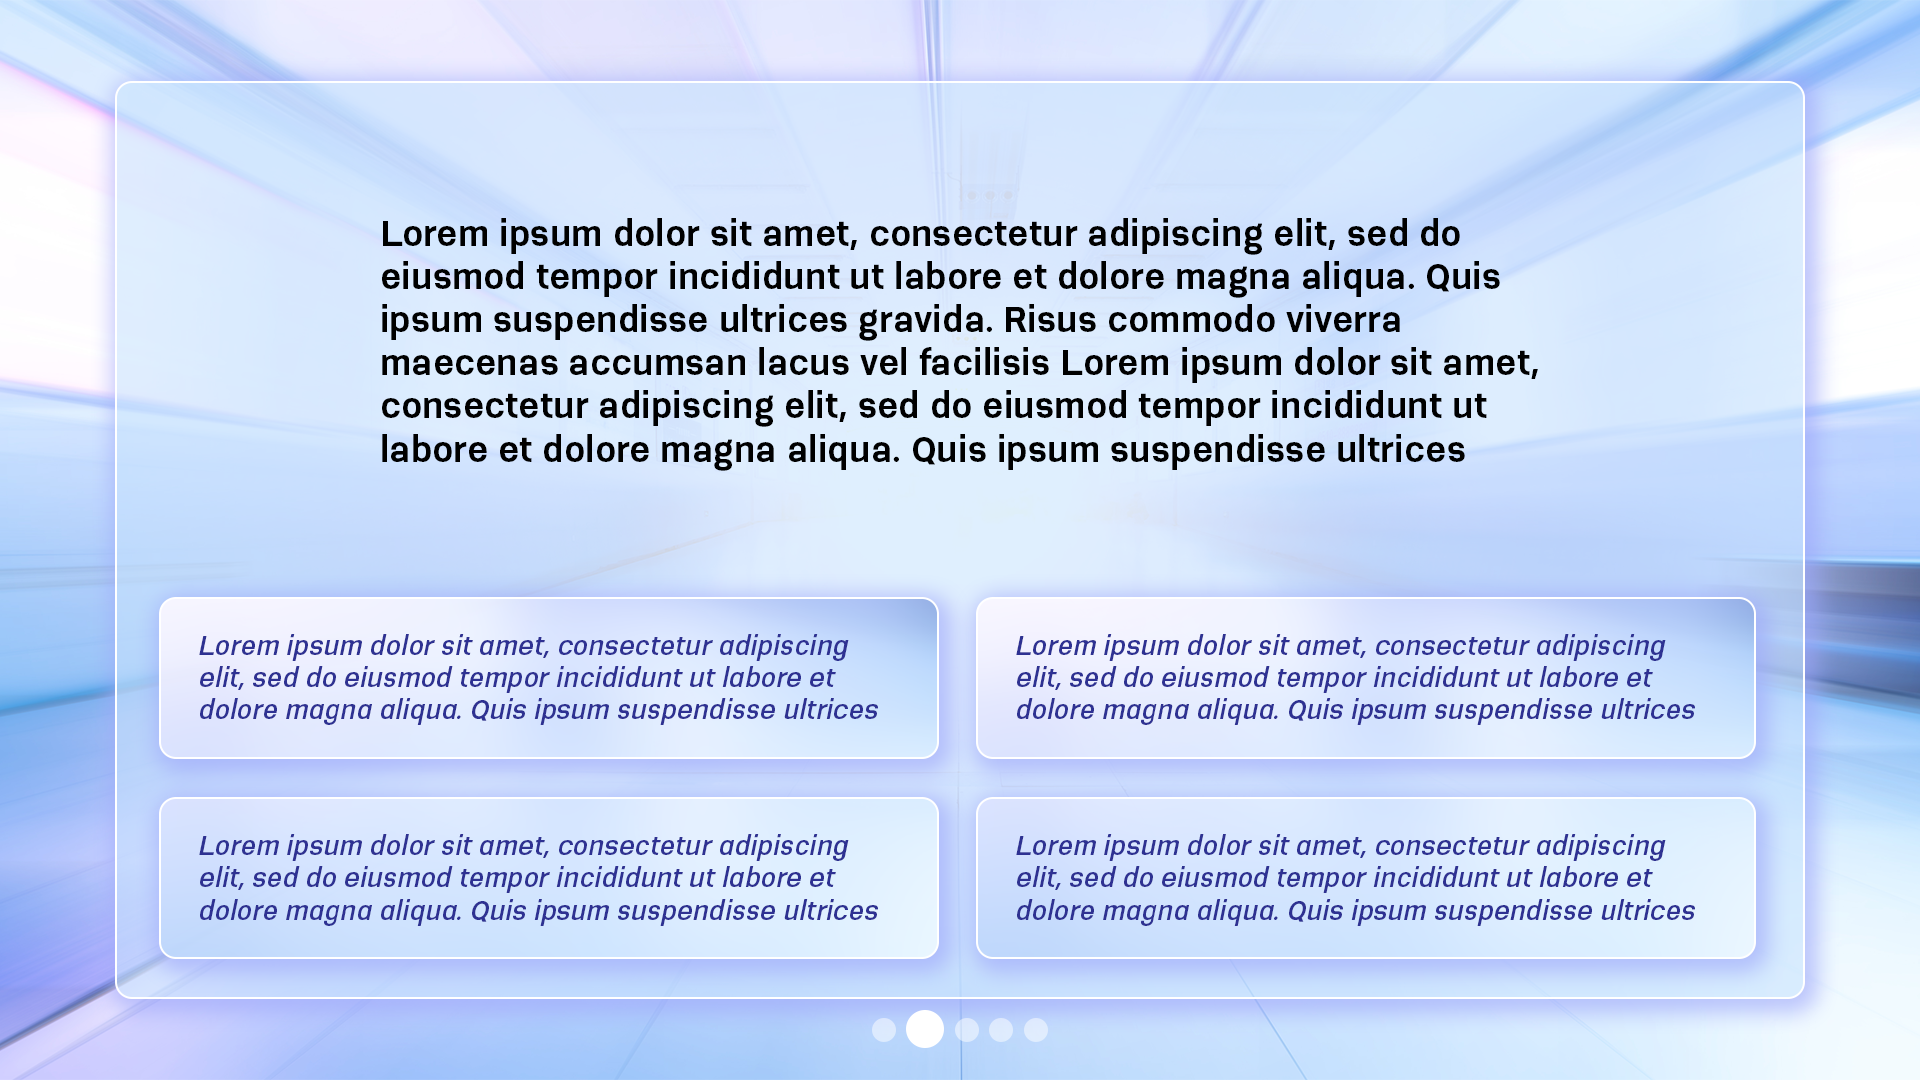 Lorem ipsum dolor sit amet, consectetur adipiscing elit, sed do
eiusmod tempor incididunt ut labore et dolore magna aliqua. Quis
ipsum suspendisse ultrices gravida. Risus commodo viverra
maecenas accumsan lacus vel facilisis Lorem ipsum dolor sit amet,
consectetur adipiscing elit, sed do eiusmod tempor incididunt ut
labore et dolore magna aliqua. Quis ipsum suspendisse ultrices
Lorem ipsum dolor sit amet, consectetur adipiscing
elit, sed do eiusmod tempor incididunt ut labore et
dolore magna aliqua. Quis ipsum suspendisse ultrices
Lorem ipsum dolor sit amet, consectetur adipiscing
elit, sed do eiusmod tempor incididunt ut labore et
dolore magna aliqua. Quis ipsum suspendisse ultrices
Lorem ipsum dolor sit amet, consectetur adipiscing
elit, sed do eiusmod tempor incididunt ut labore et
dolore magna aliqua. Quis ipsum suspendisse ultrices
Lorem ipsum dolor sit amet, consectetur adipiscing
elit, sed do eiusmod tempor incididunt ut labore et
dolore magna aliqua. Quis ipsum suspendisse ultrices